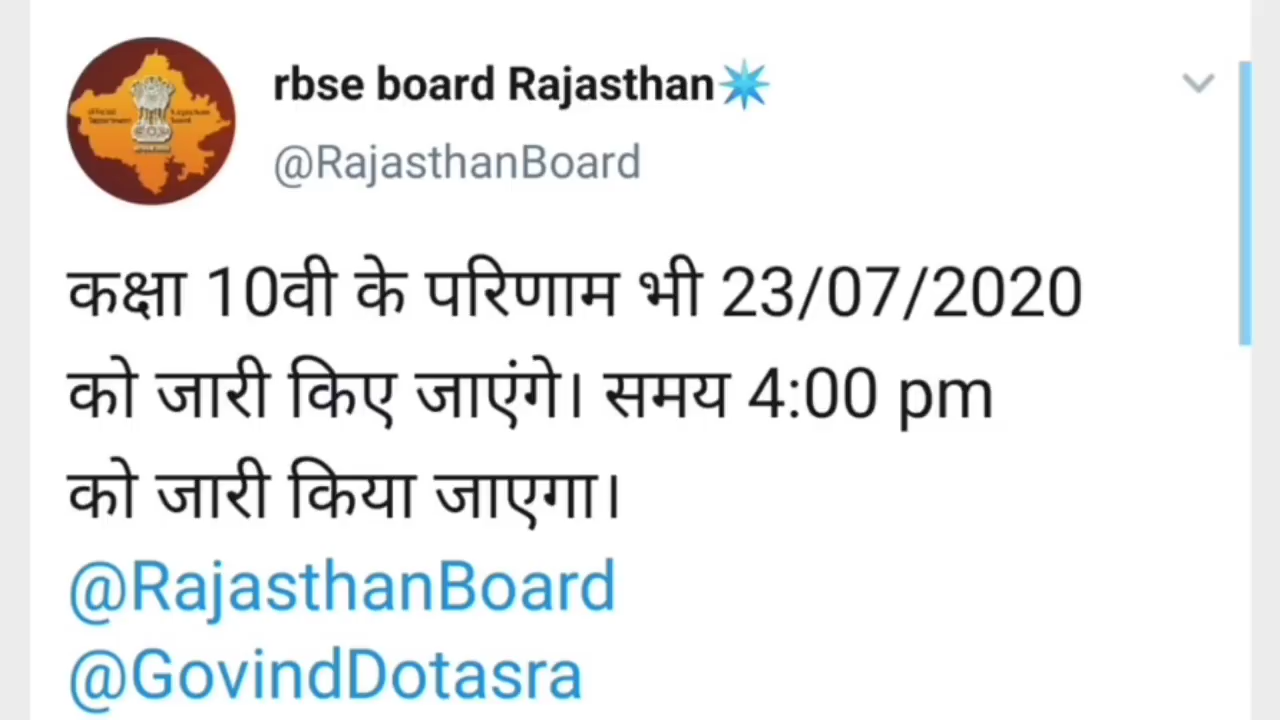 rbse board Rajasthan
@RajasthanBoard
कक्षा 10वी के परिणाम भी 23/07/2020
को जारी किए जाएंगे। समय 4:00 pm
को जारी किया जाएगा।
@RajasthanBoard
@GovindDotasra